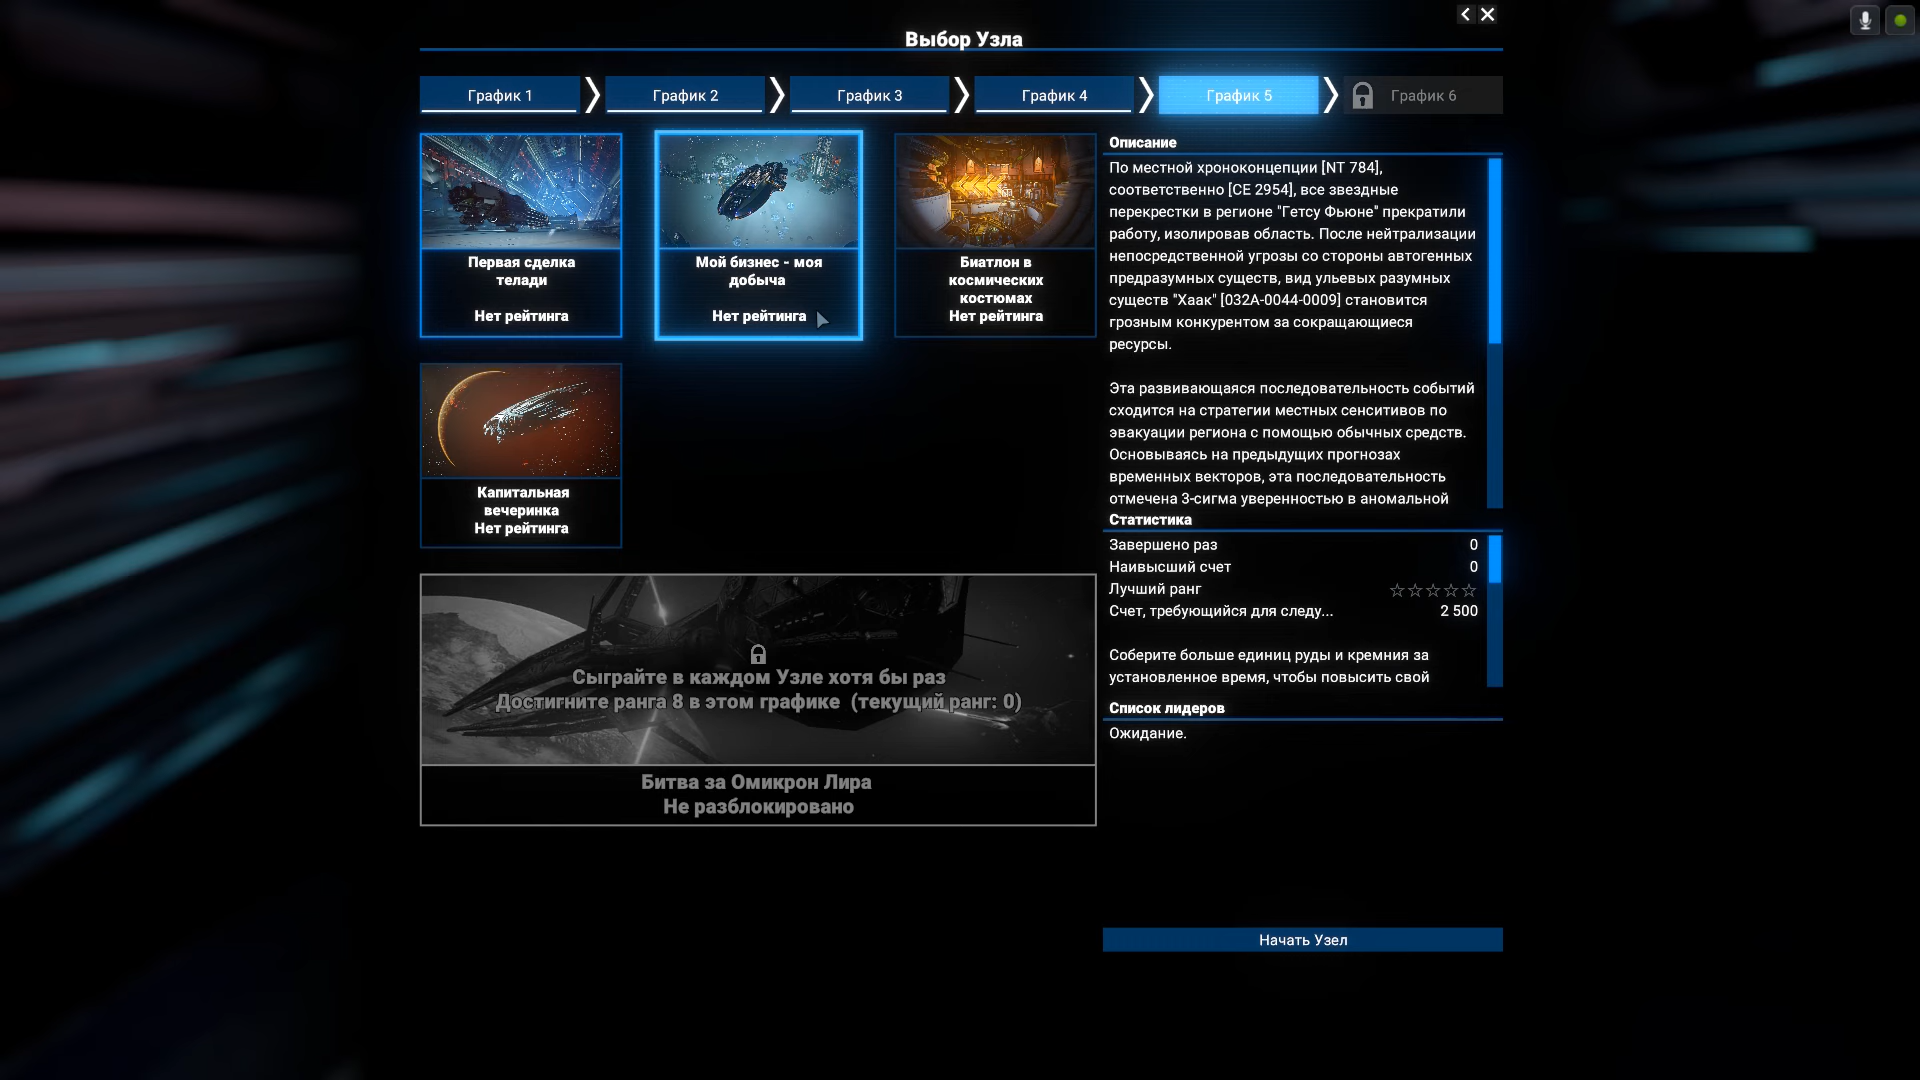 Выбор Узла
График 1
График 2
График 3
График 4
График 5
График 6
Первая сделка
телади
Нет рейтинга
Мой бизнес - моя
добыча
Нет рейтинга
Биатлон в
космических
костюмах
Нет рейтинга
Капитальная
вечеринка
Нет рейтинга
Сыграйте в каждом Узле хотя бы раз
Достигните ранга 8 в этом графике (текущий ранг: 0)
Битва за Омикрон Лира
Не разблокировано
Описание
По местной хроноконцепции [NT 784],
соответственно [CE 2954], все звездные
перекрестки в регионе "Гетсу Фьюне" прекратили
работу, изолировав область. После нейтрализации
непосредственной угрозы со стороны автогенных
предразумных существ, вид ульевых разумных
существ "Хаак" [032A-0044-0009] становится
грозным конкурентом за сокращающиеся
ресурсы.
Эта развивающаяся последовательность событий
сходится на стратегии местных сенситивов по
эвакуации региона с помощью обычных средств.
Основываясь на предыдущих прогнозах
временных векторов, эта последовательность
отмечена 3-сигма уверенностью в аномальной
Статистика
Завершено раз 0
Наивысший счет 0
Лучший ранг ☆☆☆☆☆
Счет, требующийся для следу... 2 500
Соберите больше единиц руды и кремния за
установленное время, чтобы повысить свой
Список лидеров
Ожидание.
Начать Узел